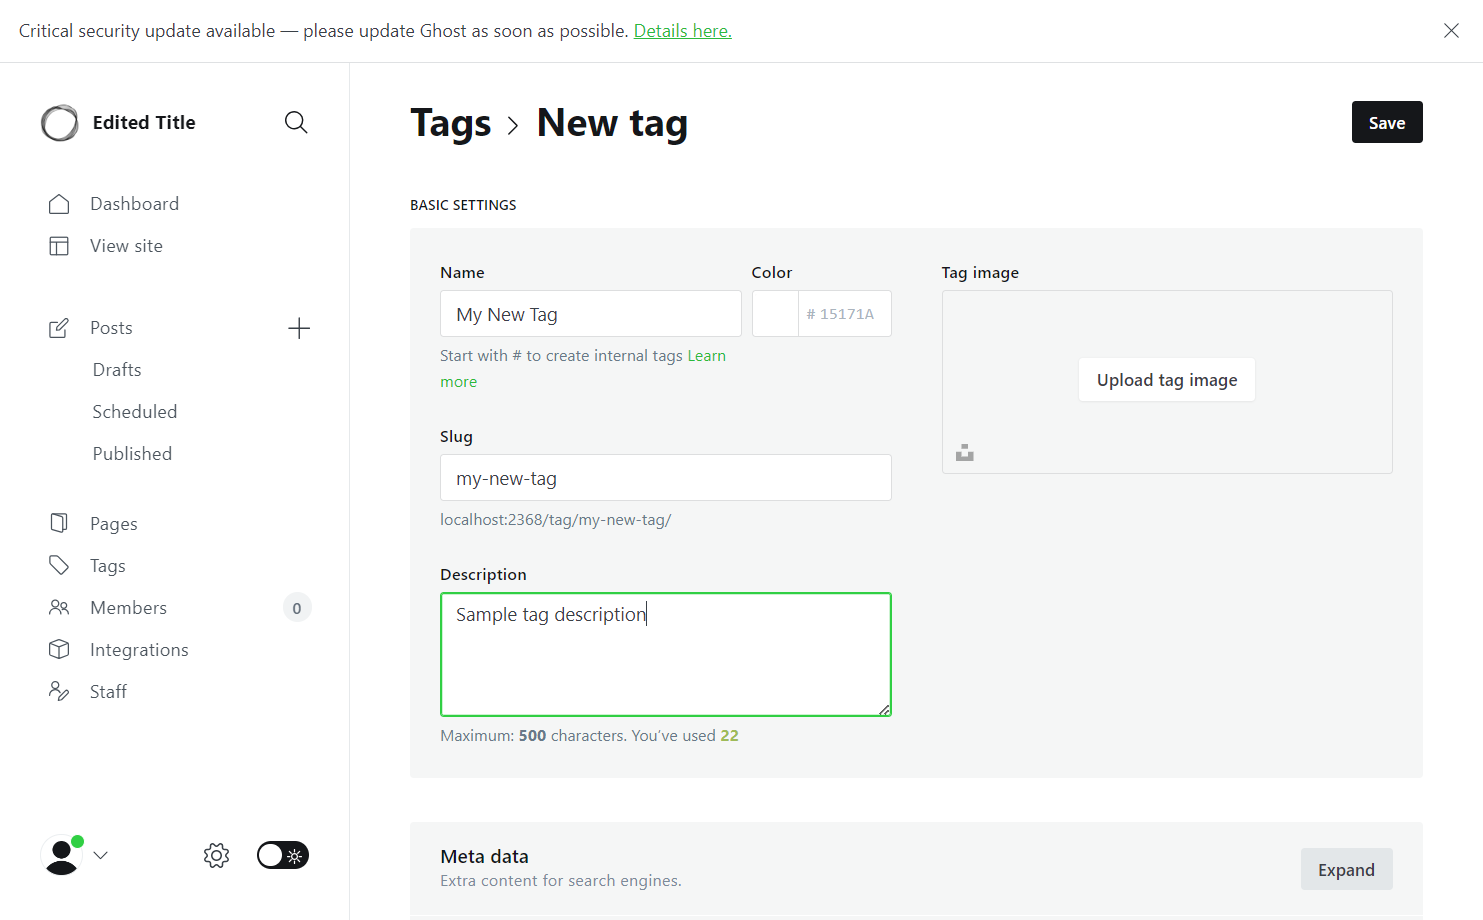 Critical security update available — please update Ghost as soon as possible. Details here.
Edited Title
Dashboard
View site
Posts
Drafts
Scheduled
Published
Pages
Tags
Members
0
Integrations
Staff
Tags > New tag
Save
BASIC SETTINGS
Name
My New Tag
Start with # to create internal tags Learn
more
Color
# 15171A
Slug
my-new-tag
localhost:2368/tag/my-new-tag/
Description
Sample tag description
Maximum: 500 characters. You’ve used 22
Tag image
Upload tag image
Meta data
Extra content for search engines.
Expand